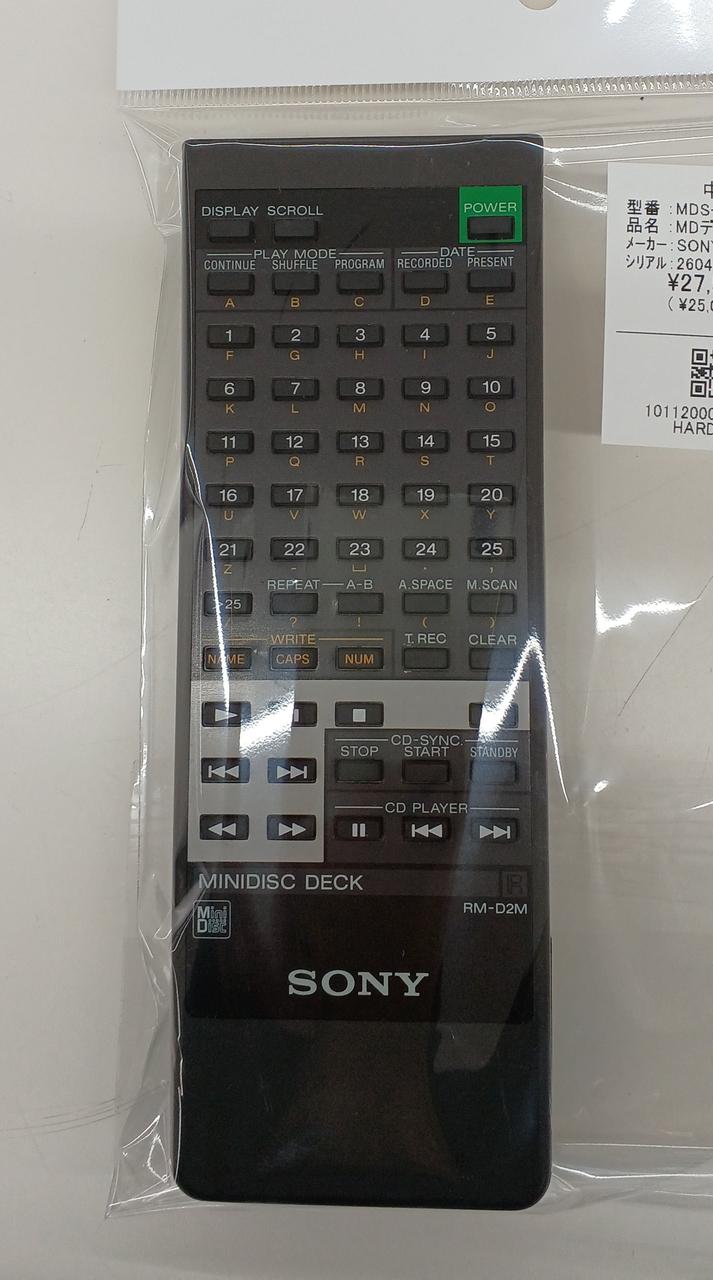 DISPLAY SCROLL POWER
PLAY MODE DATE
CONTINUE SHUFFLE PROGRAM RECORDED PRESENT
A B C D E
1 2 3 4 5
F G H I J
6 7 8 9 10
K L M N O
11 12 13 14 15
P Q R S T
16 17 18 19 20
U V W X Y
21 22 23 24 25
Z - ⎵ . ,
REPEAT A-B A.SPACE M.SCAN
>25
? ! ( )
WRITE T.REC CLEAR
NAME CAPS NUM
CD-SYNC.
STOP START STANDBY
CD PLAYER
MINIDISC DECK
RM-D2M
Mini Disc
SONY
型番 : MDS-
品名 : MDデ
メーカー : SONY
シリアル : 2604
¥27,
( ¥25,
10112000
HARD